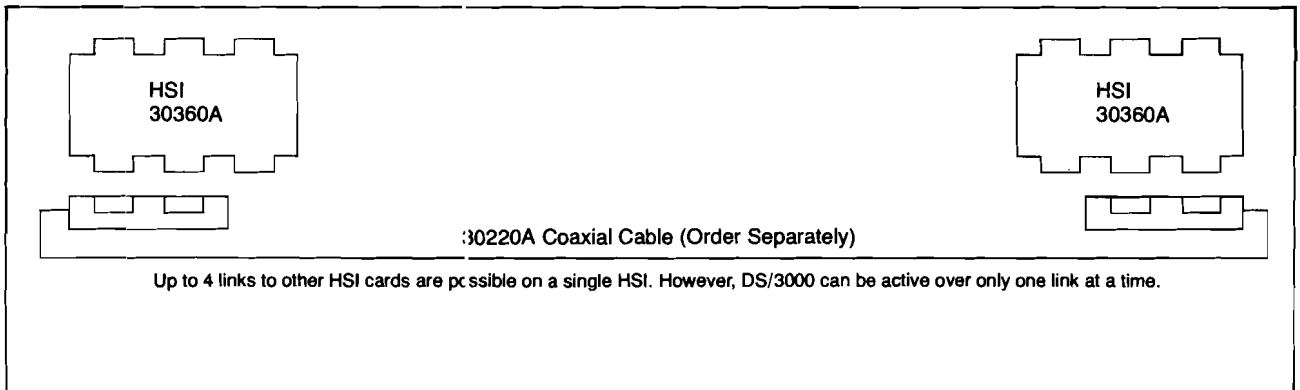 HSI
30360A
HSI
30360A
30220A Coaxial Cable (Order Separately)
Up to 4 links to other HSI cards are possible on a single HSI. However, DS/3000 can be active over only one link at a time.